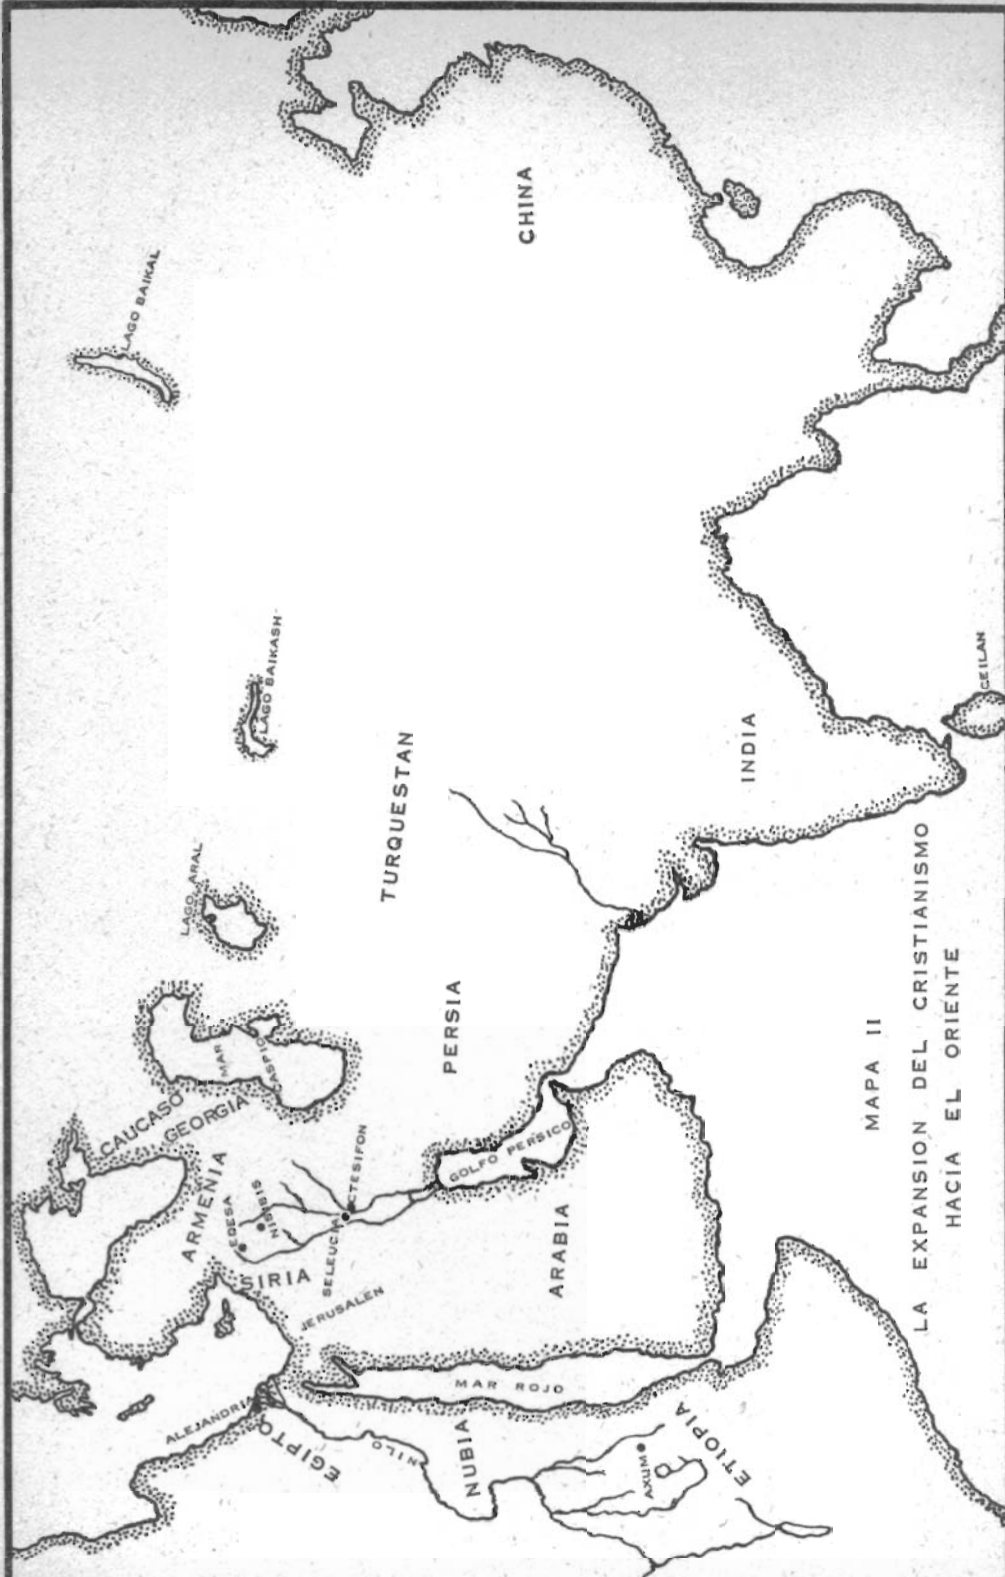 MAPA II
LA EXPANSION DEL CRISTIANISMO
HACIA EL ORIENTE
LAGO BAIKAL
LAGO BAIKASH
LAGO ARAL
MAR
CASPIO
CAUCASO
GEORGIA
ARMENIA
EDESA
NISIBIS
SIRIA
SELEUCIA
CTESIFON
JERUSALEN
ALEJANDRIA
EGIPTO
NILO
NUBIA
MAR ROJO
AXUM
ETIOPIA
ARABIA
GOLFO PERSICO
PERSIA
TURQUESTAN
INDIA
CEILAN
CHINA